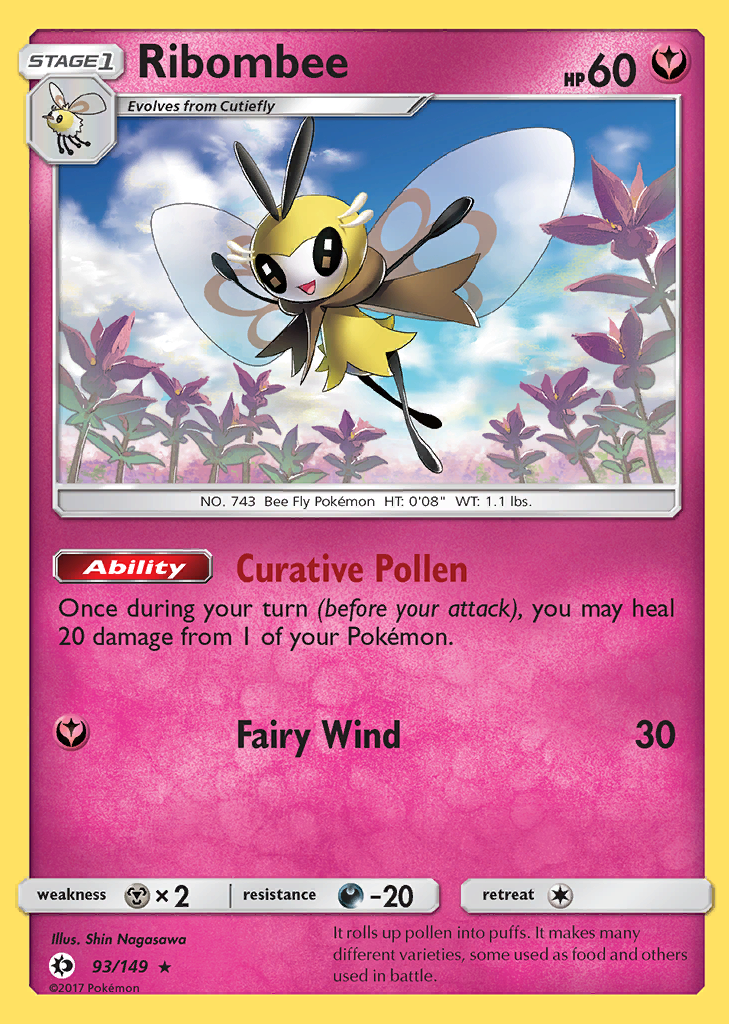 STAGE1
Ribombee
HP60
Evolves from Cutiefly
NO. 743 Bee Fly Pokémon HT: 0'08" WT: 1.1 lbs.
Ability Curative Pollen
Once during your turn (before your attack), you may heal
20 damage from 1 of your Pokémon.
Fairy Wind 30
weakness ×2 resistance -20 retreat
Illus. Shin Nagasawa
93/149 ★
©2017 Pokémon
It rolls up pollen into puffs. It makes many
different varieties, some used as food and others
used in battle.